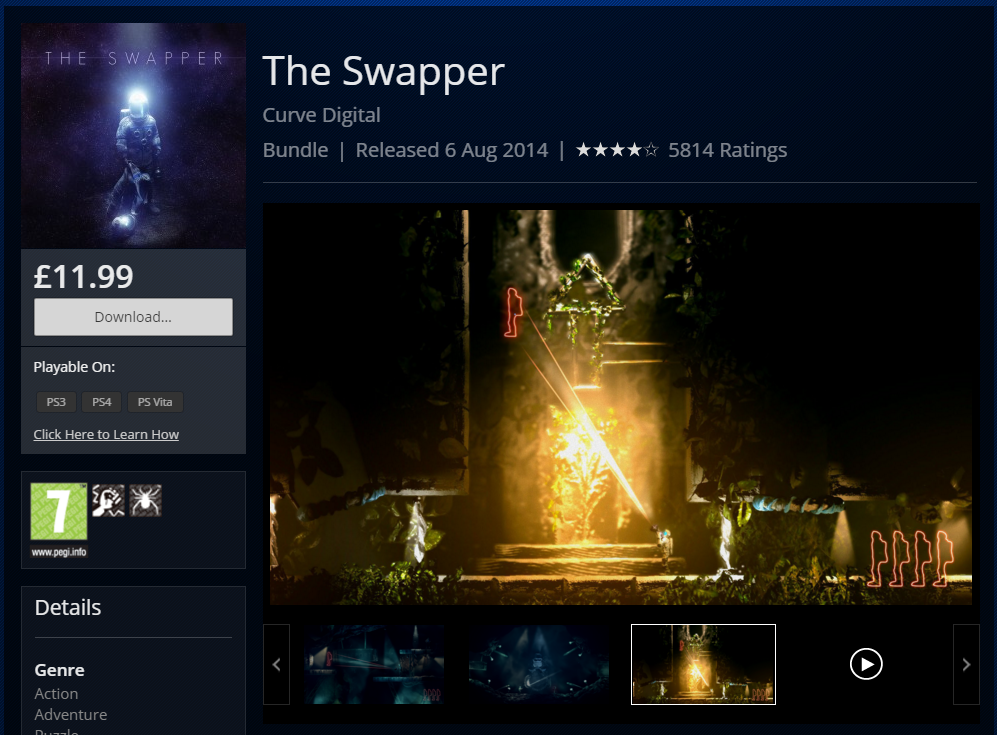 THE SWAPPER
The Swapper
Curve Digital
Bundle | Released 6 Aug 2014 | ★★★★☆ 5814 Ratings
£11.99
Download...
Playable On:
PS3 PS4 PS Vita
Click Here to Learn How
7
www.pegi.info
Details
Genre
Action
Adventure
Puzzle